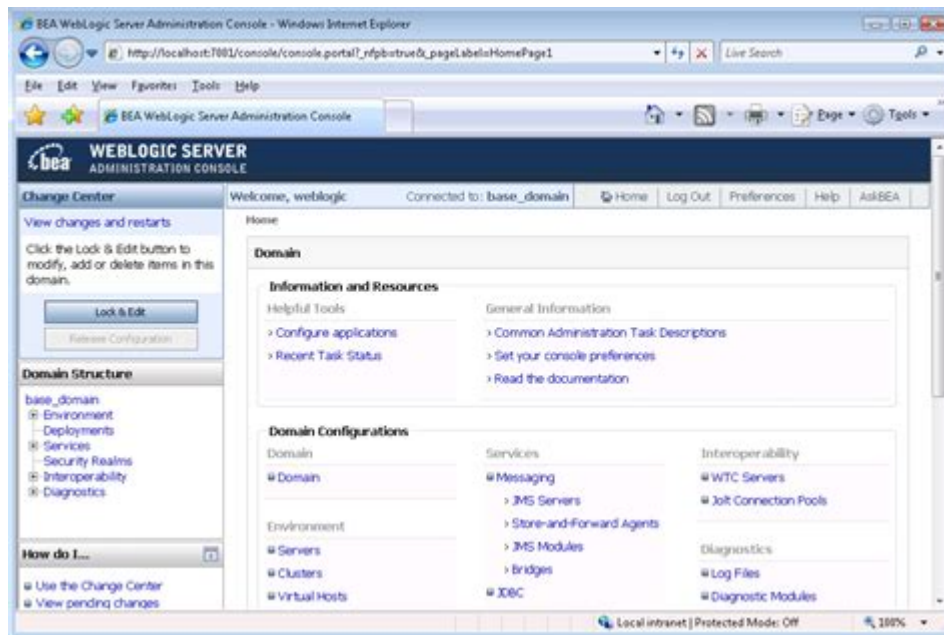 BEA WebLogic Server Administration Console - Windows Internet Explorer
http://localhost:7001/console/console.portal?_nfpb=true&_pageLabel=HomePage1
Live Search
File Edit View Favorites Tools Help
BEA WebLogic Server Administration Console
Page
Tools
bea
WEBLOGIC SERVER
ADMINISTRATION CONSOLE
Change Center
View changes and restarts
Click the Lock & Edit button to
modify, add or delete items in this
domain.
Lock & Edit
Release Configuration
Domain Structure
base_domain
Environment
Deployments
Services
Security Realms
Interoperability
Diagnostics
How do I...
Use the Change Center
View pending changes
Welcome, weblogic
Connected to: base_domain
Home Log Out Preferences Help AskBEA
Home
Domain
Information and Resources
Helpful Tools
› Configure applications
› Recent Task Status
General Information
› Common Administration Task Descriptions
› Set your console preferences
› Read the documentation
Domain Configurations
Domain
Domain
Environment
Servers
Clusters
Virtual Hosts
Services
Messaging
› JMS Servers
› Store-and-Forward Agents
› JMS Modules
› Bridges
JDBC
Interoperability
WTC Servers
Jolt Connection Pools
Diagnostics
Log Files
Diagnostic Modules
Local intranet | Protected Mode: Off
100%